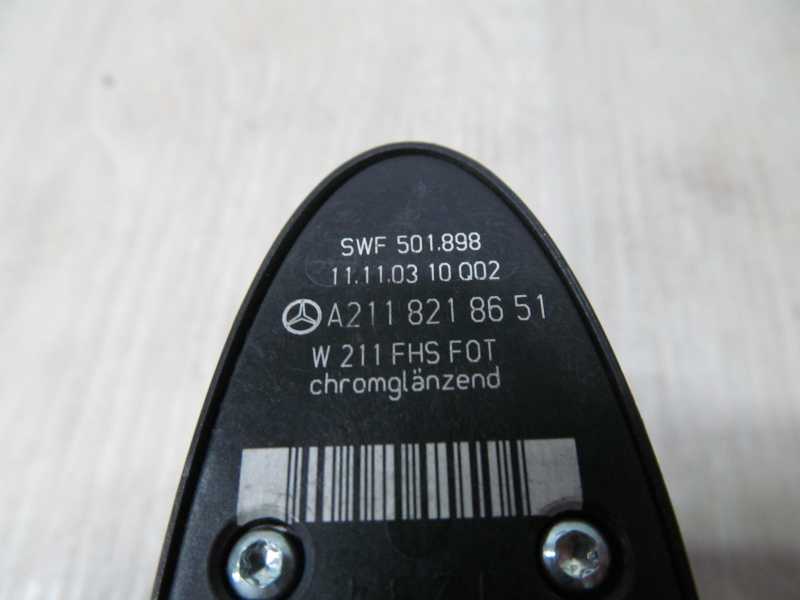 SWF 501.898
11.11.03 10 Q02
A211 821 86 51
W 211 FHS FOT
chromglänzend